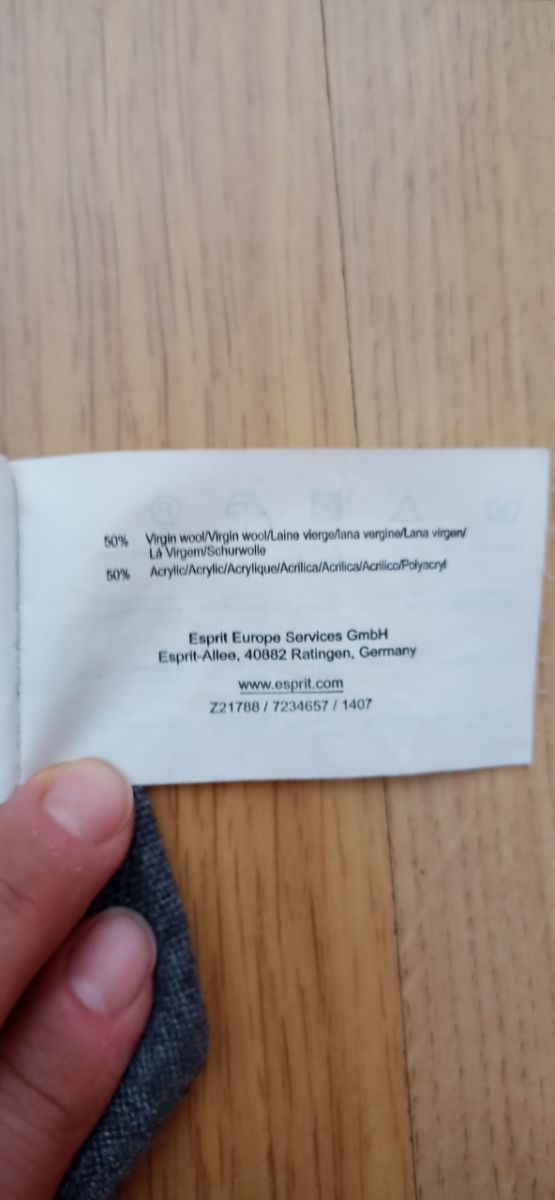 50% Virgin wool/Virgin wool/Laine vierge/lana vergine/Lana virgen/
Lã Virgem/Schurwolle
50% Acrylic/Acrylic/Acrylique/Acrilica/Acrilica/Acrilico/Polyacryl
Esprit Europe Services GmbH
Esprit-Allee, 40882 Ratingen, Germany
www.esprit.com
Z21788 / 7234657 / 1407